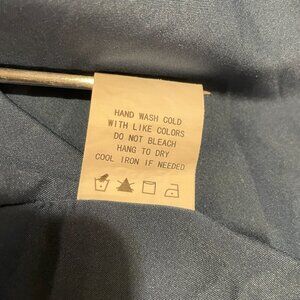 HAND WASH COLD
WITH LIKE COLORS
DO NOT BLEACH
HANG TO DRY
COOL IRON IF NEEDED